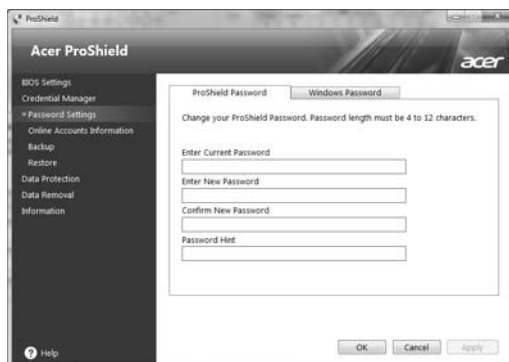 ProShield
Acer ProShield
acer
BIOS Settings
Credential Manager
Password Settings
Online Accounts Information
Backup
Restore
Data Protection
Data Removal
Information
Help
ProShield Password
Windows Password
Change your ProShield Password. Password length must be 4 to 12 characters.
Enter Current Password
Enter New Password
Confirm New Password
Password Hint
OK
Cancel
Apply